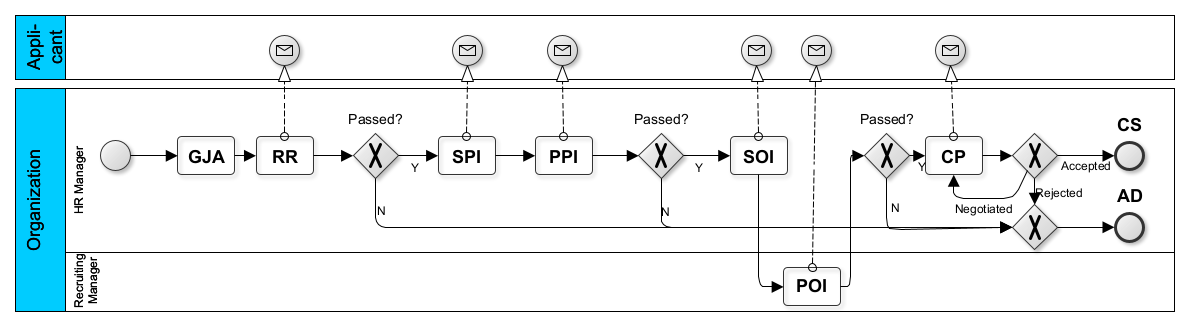 Appli-
cant
Organization
HR Manager
Recruiting
Manager
GJA
RR
Passed?
Y
N
SPI
PPI
Passed?
Y
N
SOI
POI
Passed?
Y
N
CP
Negotiated
Accepted
Rejected
CS
AD